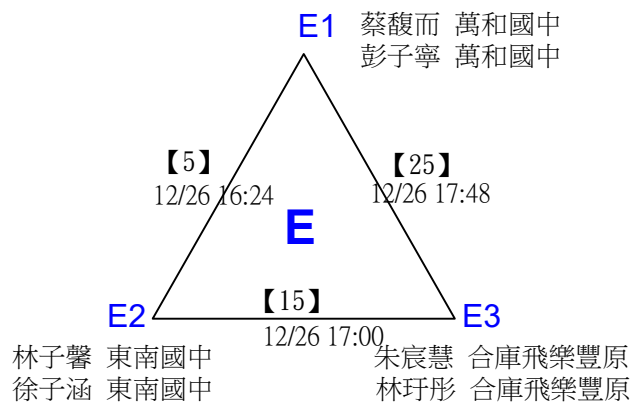 E1 蔡馥而 萬和國中
彭子寧 萬和國中
【5】 【25】
12/26 16:24 12/26 17:48
E
【15】
E2 E3
12/26 17:00
林子馨 東南國中 朱宸慧 合庫飛樂豐原
徐子涵 東南國中 林玗彤 合庫飛樂豐原